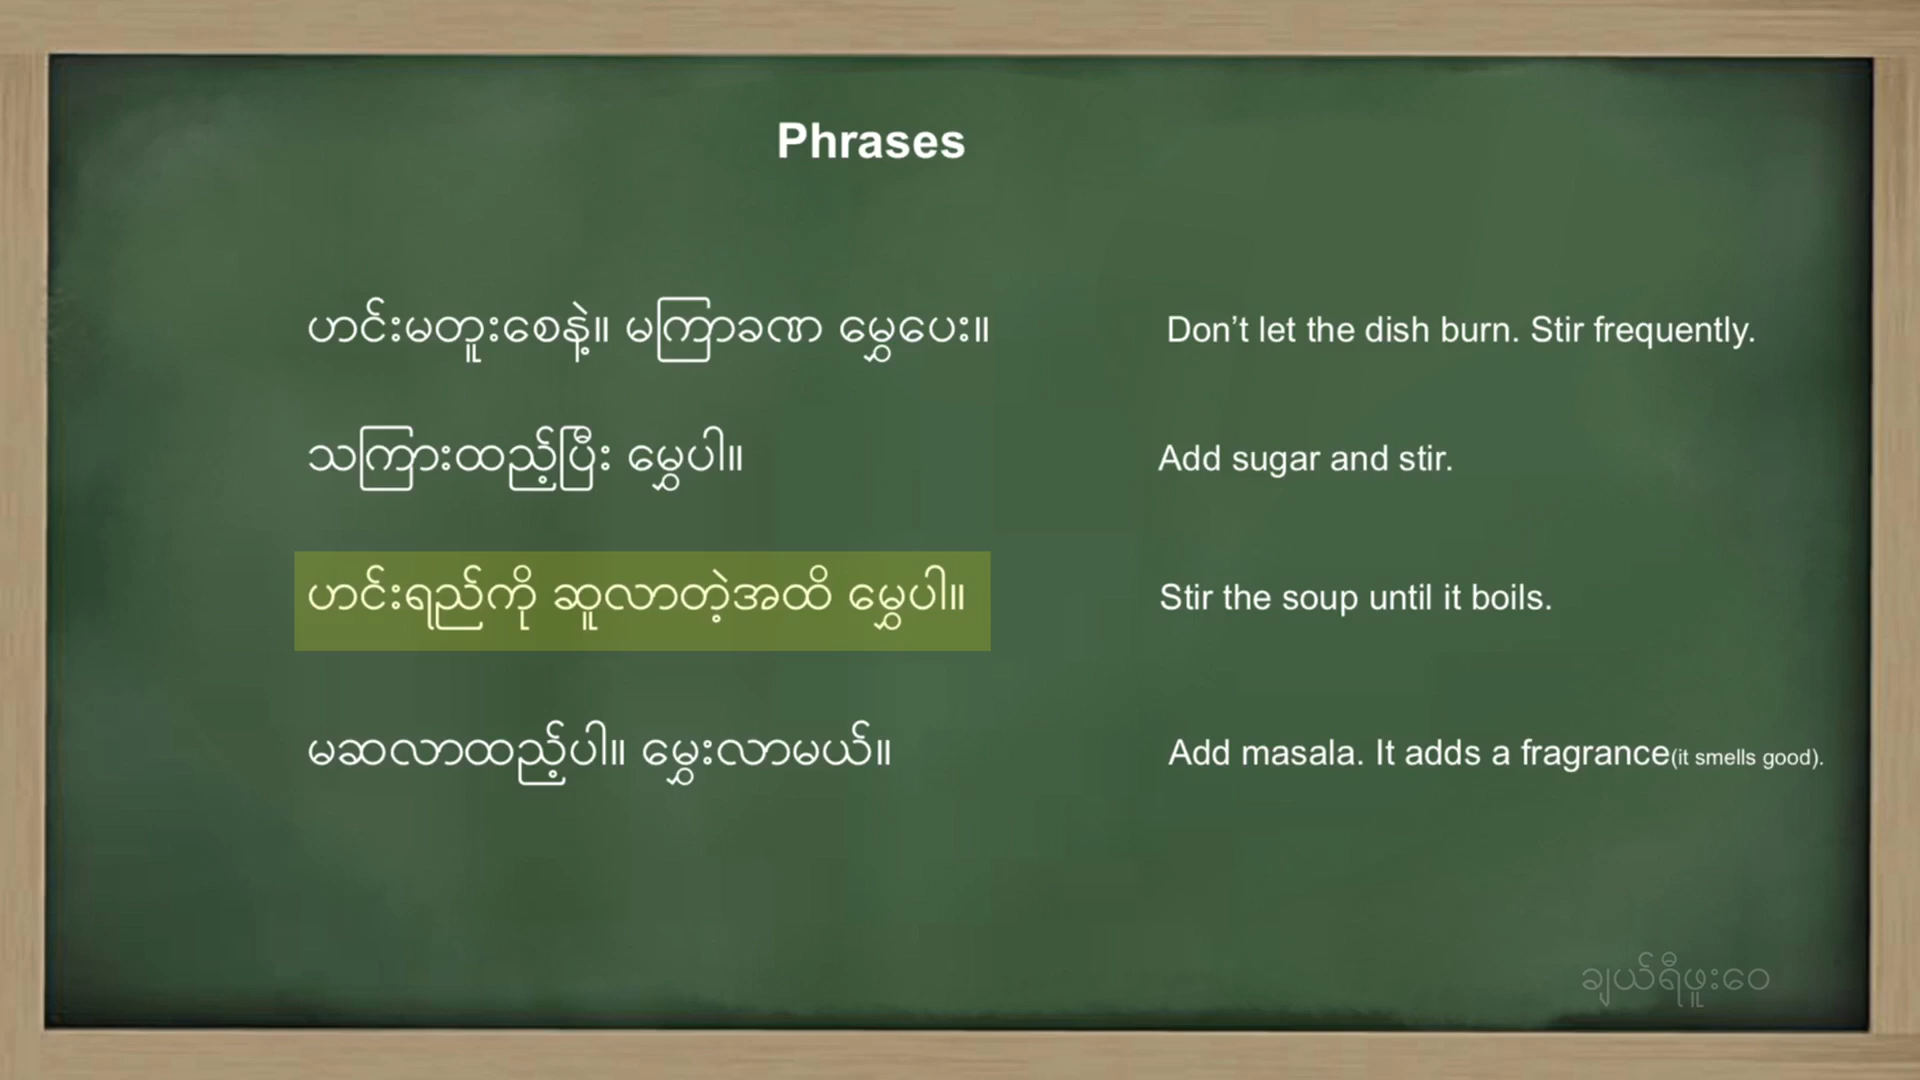 Phrases
ဟင်းမတူးစေနဲ့။ မကြာခဏ မွှေပေး။ Don’t let the dish burn. Stir frequently.
သကြားထည့်ပြီး မွှေပါ။ Add sugar and stir.
ဟင်းရည်ကို ဆူလာတဲ့အထိ မွှေပါ။ Stir the soup until it boils.
မဆလာထည့်ပါ။ မွှေးလာမယ်။ Add masala. It adds a fragrance(it smells good).
ချယ်ရီဖူးဝေ